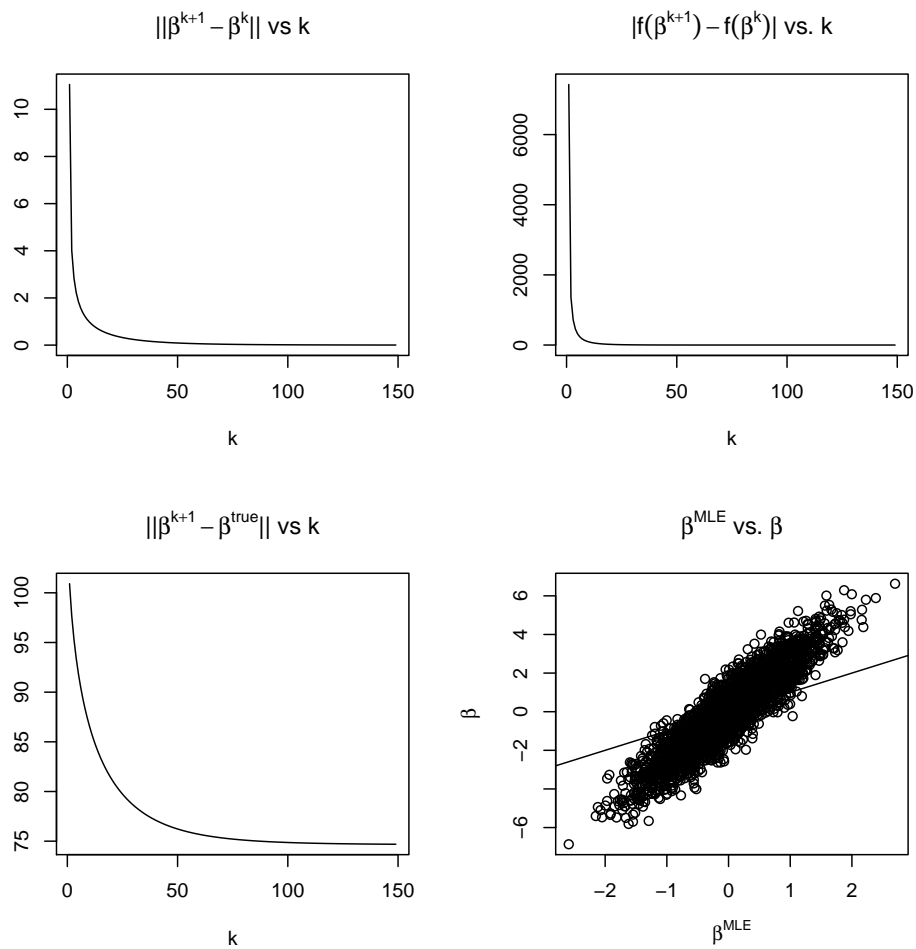 ||β^{k+1} − β^k|| vs k
0 2 4 6 8 10
0 50 100 150
k
|f(β^{k+1}) − f(β^k)| vs. k
0 2000 4000 6000
0 50 100 150
k
||β^{k+1} − β^{true}|| vs k
75 80 85 90 95 100
0 50 100 150
k
β^{MLE} vs. β
β
−6 −2 0 2 4 6
−2 −1 0 1 2
β^{MLE}